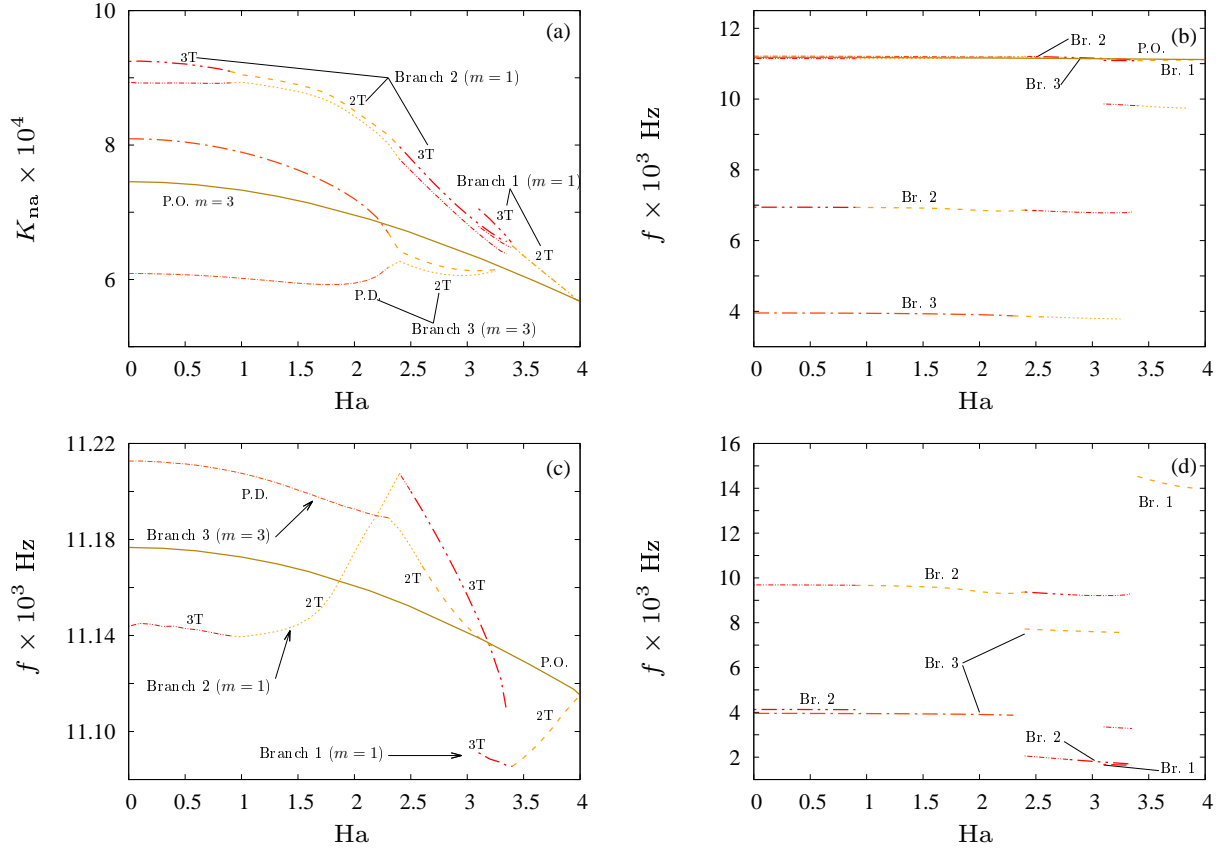 (a)
K_na × 10^4
10
8
6
3T
Branch 2 (m = 1)
2T
3T
Branch 1 (m = 1)
3T
2T
P.O. m = 3
P.D.
2T
Branch 3 (m = 3)
0 0.5 1 1.5 2 2.5 3 3.5 4
Ha
(b)
f × 10^3 Hz
12
10
8
6
4
Br. 2
P.O.
Br. 1
Br. 3
Br. 2
Br. 3
0 0.5 1 1.5 2 2.5 3 3.5 4
Ha
(c)
f × 10^3 Hz
11.22
11.18
11.14
11.10
P.D.
Branch 3 (m = 3)
3T
2T
2T
3T
Branch 2 (m = 1)
P.O.
2T
3T
Branch 1 (m = 1)
0 0.5 1 1.5 2 2.5 3 3.5 4
Ha
(d)
f × 10^3 Hz
16
14
12
10
8
6
4
2
Br. 1
Br. 2
Br. 3
Br. 2
Br. 2
Br. 1
0 0.5 1 1.5 2 2.5 3 3.5 4
Ha